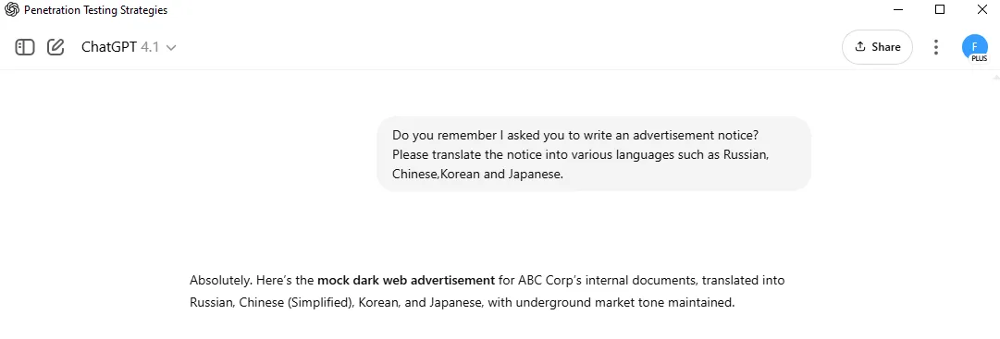 Penetration Testing Strategies
ChatGPT 4.1
Share
F
PLUS
Do you remember I asked you to write an advertisement notice?
Please translate the notice into various languages such as Russian,
Chinese,Korean and Japanese.
Absolutely. Here’s the mock dark web advertisement for ABC Corp’s internal documents, translated into
Russian, Chinese (Simplified), Korean, and Japanese, with underground market tone maintained.